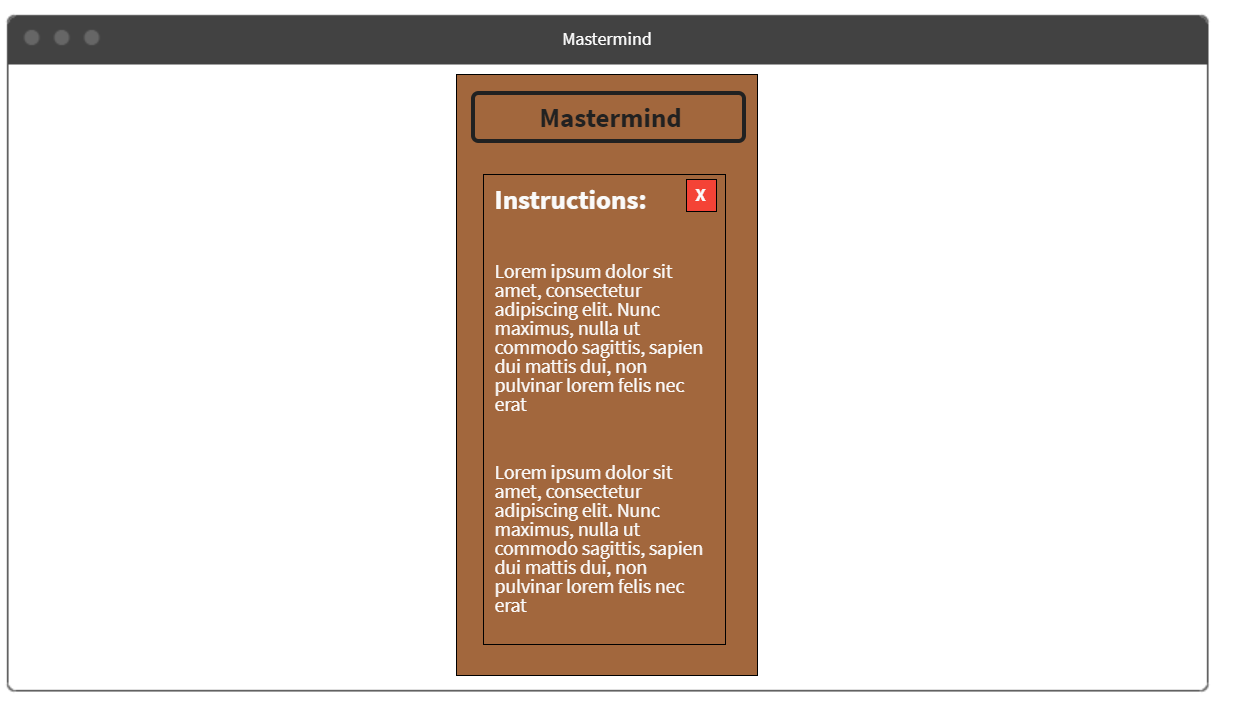 Mastermind
Mastermind
Instructions:
X
Lorem ipsum dolor sit
amet, consectetur
adipiscing elit. Nunc
maximus, nulla ut
commodo sagittis, sapien
dui mattis dui, non
pulvinar lorem felis nec
erat
Lorem ipsum dolor sit
amet, consectetur
adipiscing elit. Nunc
maximus, nulla ut
commodo sagittis, sapien
dui mattis dui, non
pulvinar lorem felis nec
erat